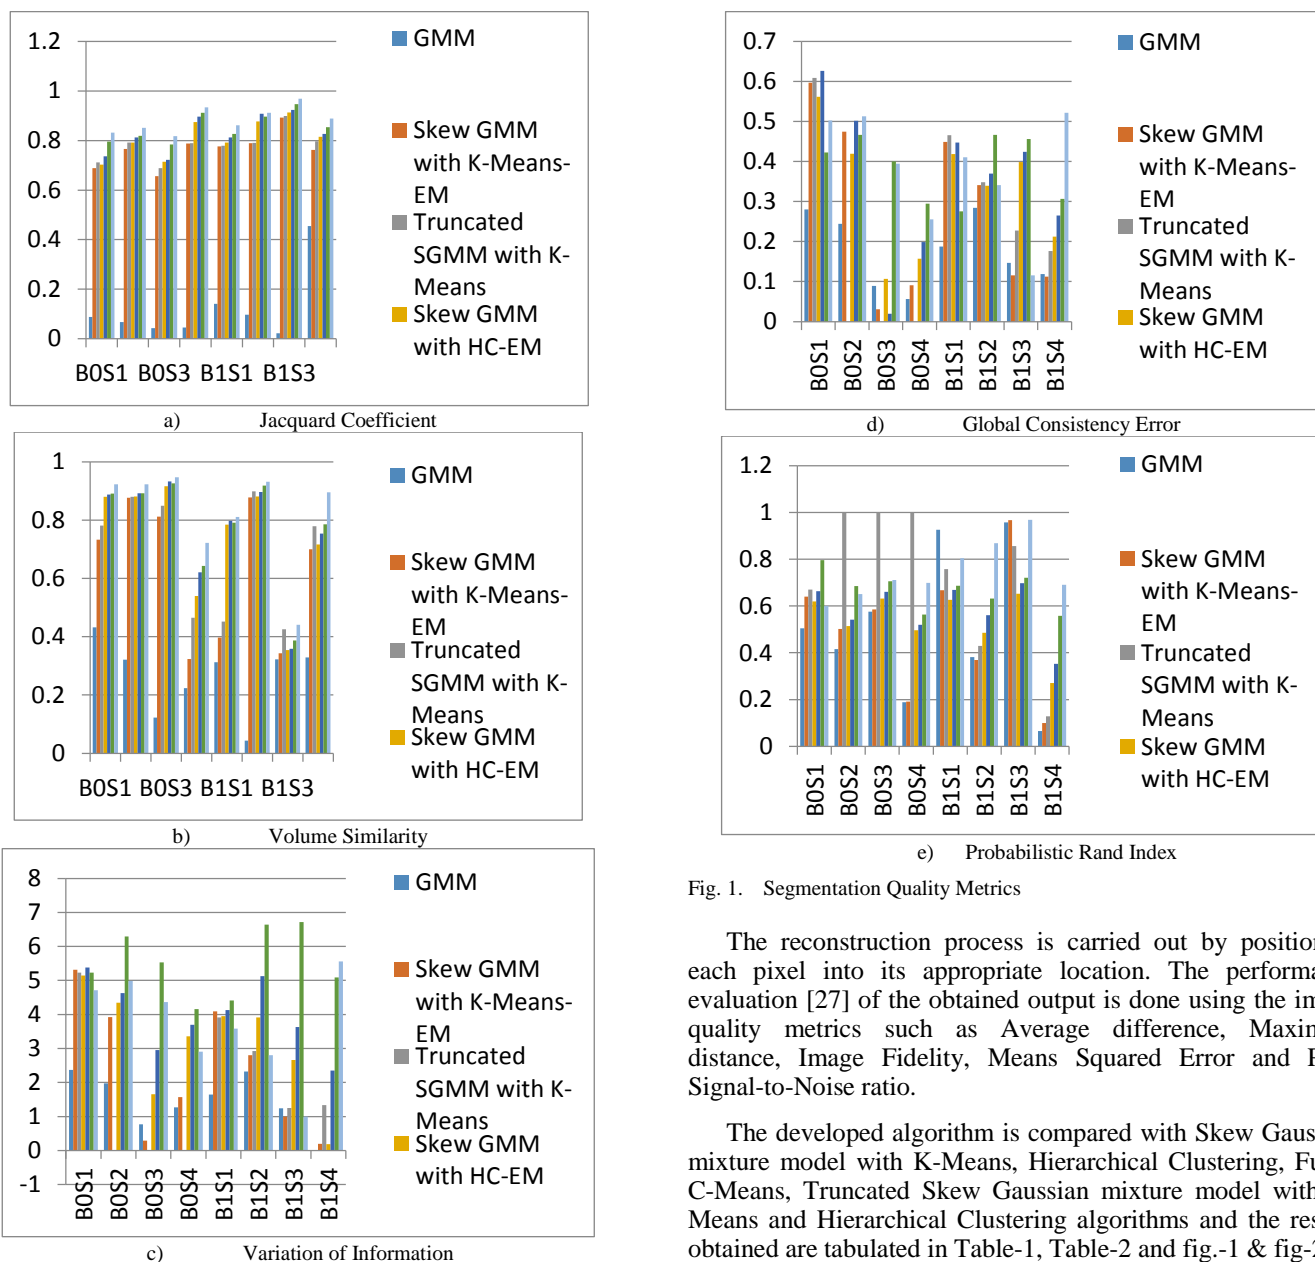 1.2
1
0.8
0.6
0.4
0.2
0
B0S1 B0S3 B1S1 B1S3
GMM
Skew GMM
with K-Means-
EM
Truncated
SGMM with K-
Means
Skew GMM
with HC-EM
a) Jacquard Coefficient
1
0.8
0.6
0.4
0.2
0
B0S1 B0S3 B1S1 B1S3
GMM
Skew GMM
with K-Means-
EM
Truncated
SGMM with K-
Means
Skew GMM
with HC-EM
b) Volume Similarity
8
7
6
5
4
3
2
1
0
-1
B0S1
B0S2
B0S3
B0S4
B1S1
B1S2
B1S3
B1S4
GMM
Skew GMM
with K-Means-
EM
Truncated
SGMM with K-
Means
Skew GMM
with HC-EM
c) Variation of Information
0.7
0.6
0.5
0.4
0.3
0.2
0.1
0
B0S1
B0S2
B0S3
B0S4
B1S1
B1S2
B1S3
B1S4
GMM
Skew GMM
with K-Means-
EM
Truncated
SGMM with K-
Means
Skew GMM
with HC-EM
d) Global Consistency Error
1.2
1
0.8
0.6
0.4
0.2
0
B0S1
B0S2
B0S3
B0S4
B1S1
B1S2
B1S3
B1S4
GMM
Skew GMM
with K-Means-
EM
Truncated
SGMM with K-
Means
Skew GMM
with HC-EM
e) Probabilistic Rand Index
Fig. 1. Segmentation Quality Metrics
The reconstruction process is carried out by position
each pixel into its appropriate location. The performa
evaluation [27] of the obtained output is done using the im
quality metrics such as Average difference, Maxin
distance, Image Fidelity, Means Squared Error and P
Signal-to-Noise ratio.
The developed algorithm is compared with Skew Gaus
mixture model with K-Means, Hierarchical Clustering, Fu
C-Means, Truncated Skew Gaussian mixture model with
Means and Hierarchical Clustering algorithms and the res
obtained are tabulated in Table-1, Table-2 and fig.-1 & fig-2